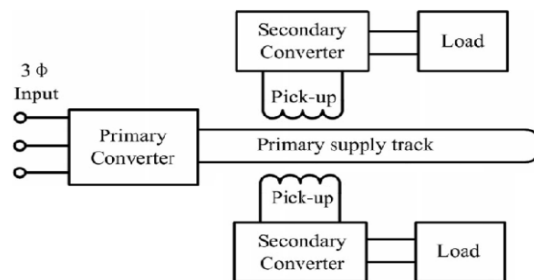 Secondary
Converter
Load
3 ϕ
Input
Pick-up
Primary
Converter
Primary supply track
Pick-up
Secondary
Converter
Load